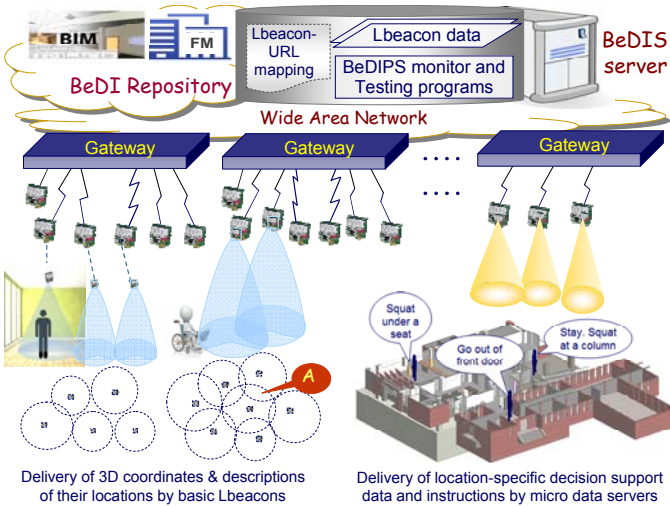 BIM
FM
Lbeacon-
URL
mapping
Lbeacon data
BeDIPS monitor and
Testing programs
BeDIS
server
BeDI Repository
Wide Area Network
Gateway
Gateway
Gateway
A
Squat
under a
seat
Go out of
front door
Stay. Squat
at a column
Delivery of 3D coordinates & descriptions
of their locations by basic Lbeacons
Delivery of location-specific decision support
data and instructions by micro data servers